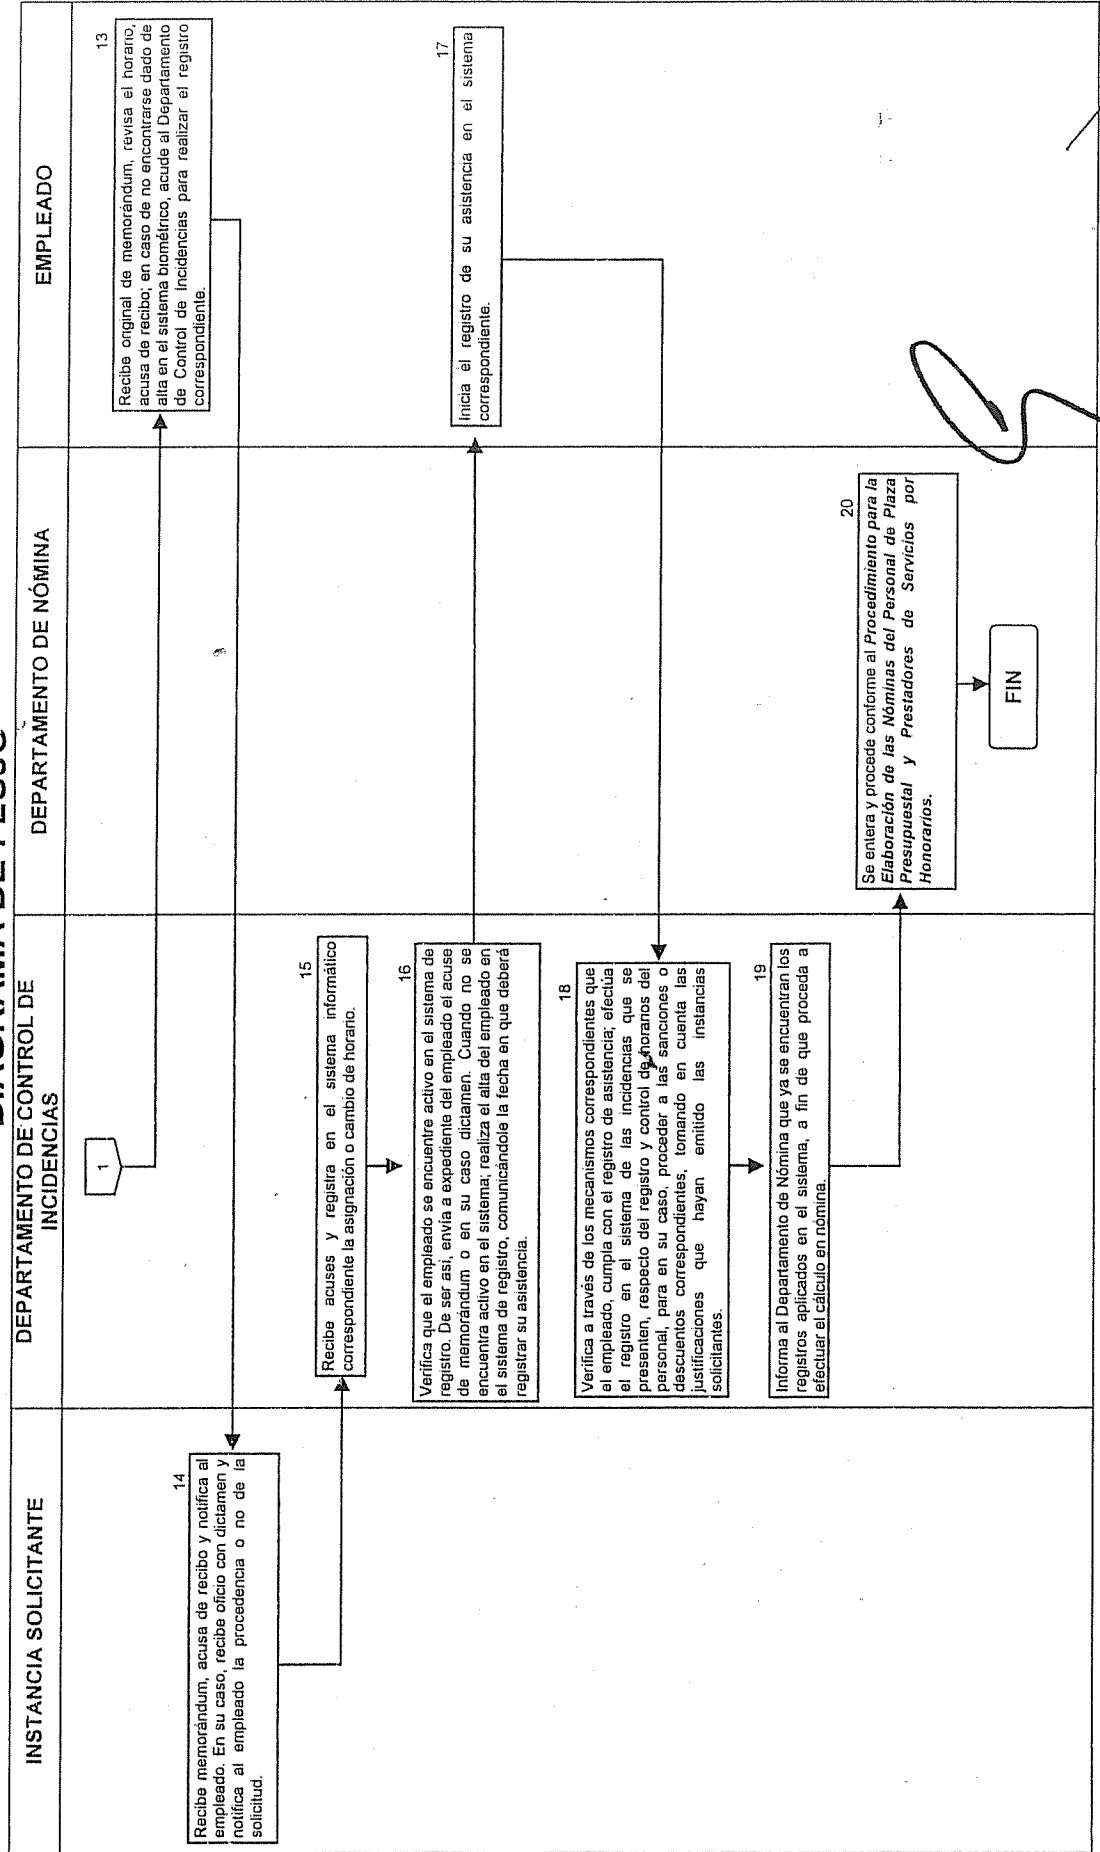 INSTANCIA SOLICITANTE
DEPARTAMENTO DE CONTROL DE
INCIDENCIAS
DEPARTAMENTO DE NÓMINA
EMPLEADO
1
13
Recibe original de memorándum, revisa el horario,
acusa de recibo; en caso de no encontrarse dado de
alta en el sistema biométrico, acude al Departamento
de Control de Incidencias para realizar el registro
correspondiente.
14
Recibe memorándum, acusa de recibo y notifica al
empleado. En su caso, recibe oficio con dictamen y
notifica al empleado la procedencia o no de la
solicitud.
15
Recibe acuses y registra en el sistema informático
correspondiente la asignación o cambio de horario.
16
Verifica que el empleado se encuentre activo en el sistema de
registro. De ser así, envía a expediente del empleado el acuse
de memorándum o en su caso dictamen. Cuando no se
encuentra activo en el sistema; realiza el alta del empleado en
el sistema de registro, comunicándole la fecha en que deberá
registrar su asistencia.
17
Inicia el registro de su asistencia en el sistema
correspondiente.
18
Verifica a través de los mecanismos correspondientes que
el empleado, cumpla con el registro de asistencia; efectúa
el registro en el sistema de las incidencias que se
presenten, respecto del registro y control de horarios del
personal, para en su caso, proceder a las sanciones o
descuentos correspondientes, tomando en cuenta las
justificaciones que hayan emitido las instancias
solicitantes.
19
Informa al Departamento de Nómina que ya se encuentran los
registros aplicados en el sistema, a fin de que proceda a
efectuar el cálculo en nómina.
20
Se entera y procede conforme al Procedimiento para la
Elaboración de las Nóminas del Personal de Plaza
Presupuestal y Prestadores de Servicios por
Honorarios.
FIN